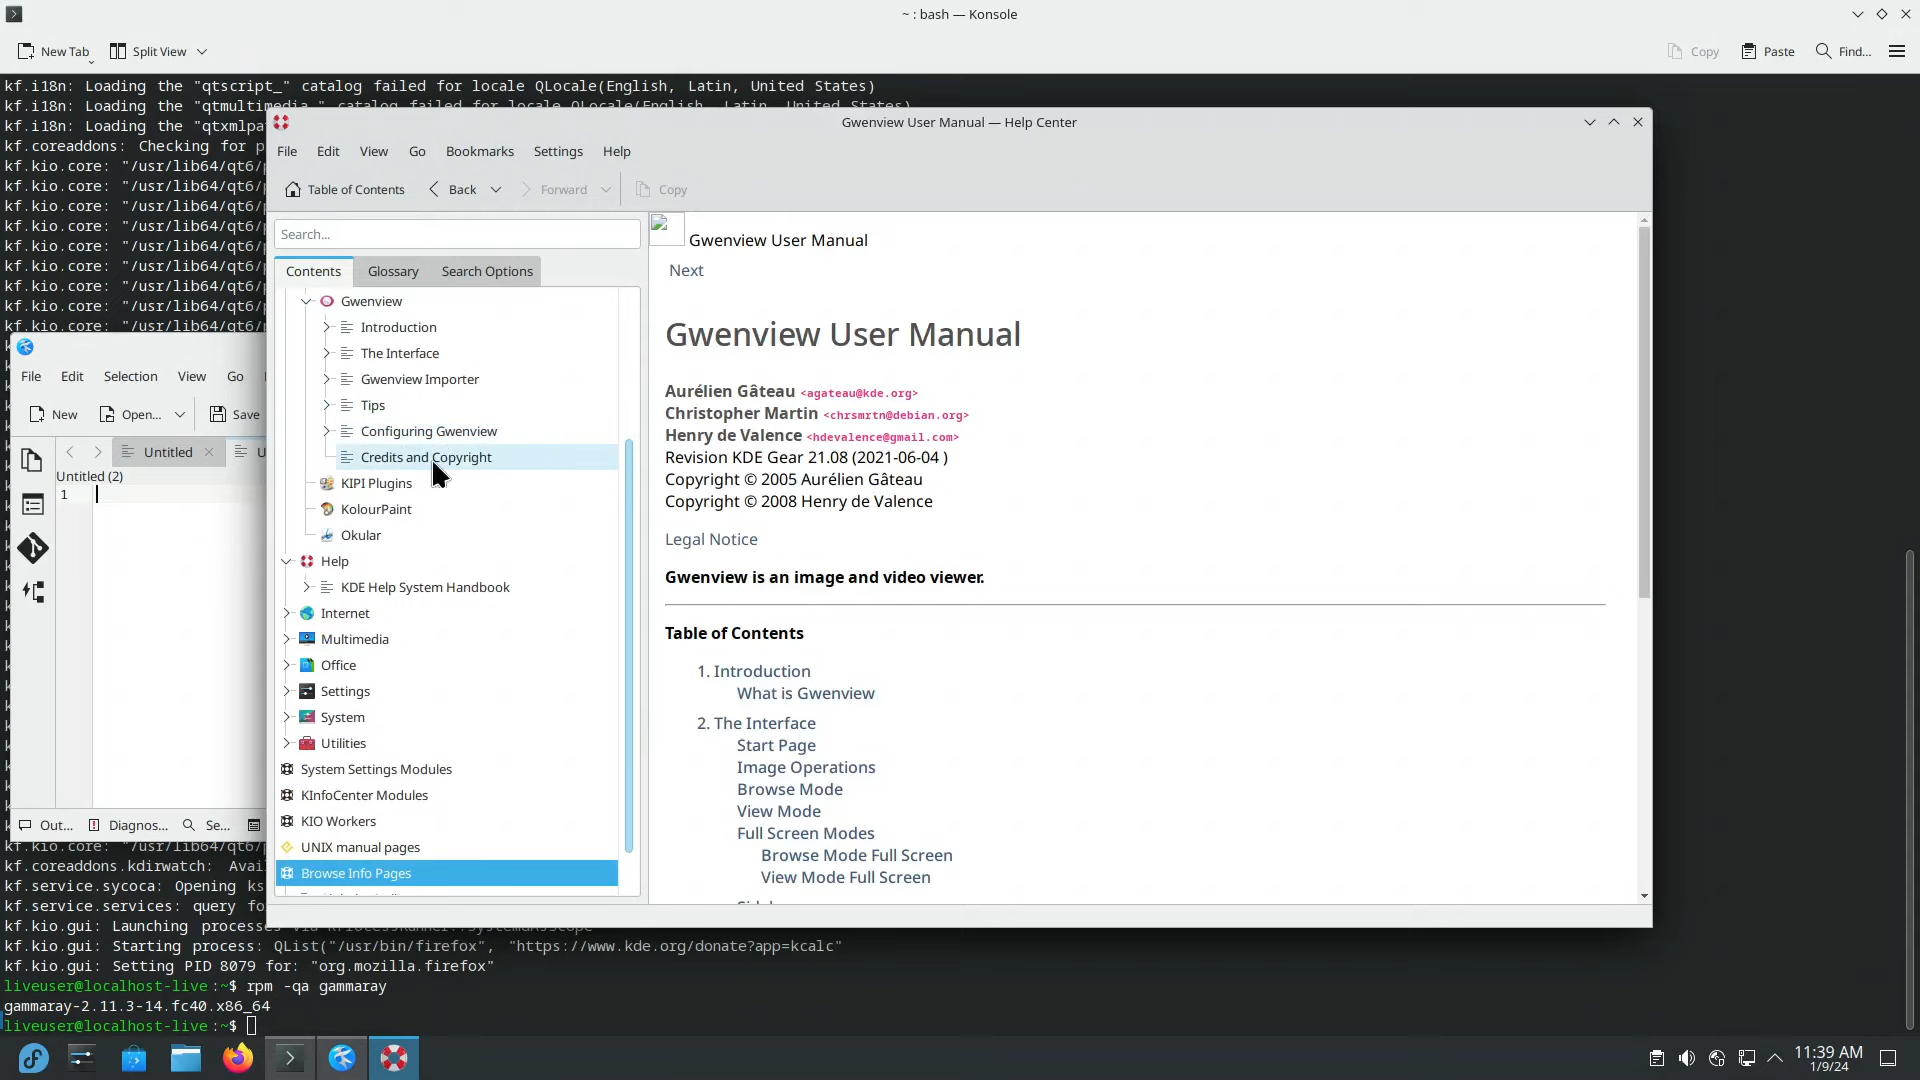 ~ : bash — Konsole
New Tab
Split View
Copy
Paste
Find...
kf.i18n: Loading the "qtscript_" catalog failed for locale QLocale(English, Latin, United States)
kf.i18n: Loading the "qtmultimedia_" catalog failed for locale QLocale(English, Latin, United States)
kf.i18n: Loading the "qtxmlpa
kf.coreaddons: Checking for p
kf.kio.core: "/usr/lib64/qt6/p
kf.kio.core: "/usr/lib64/qt6/p
kf.kio.core: "/usr/lib64/qt6/p
kf.kio.core: "/usr/lib64/qt6/p
kf.kio.core: "/usr/lib64/qt6/p
kf.kio.core: "/usr/lib64/qt6/p
kf.kio.core: "/usr/lib64/qt6/p
kf.kio.core: "/usr/lib64/qt6/p
kf.kio.core: "/usr/lib64/qt6/p
Gwenview User Manual — Help Center
File Edit View Go Bookmarks Settings Help
Table of Contents
Back
Forward
Copy
Search...
Contents
Glossary
Search Options
Gwenview
Introduction
The Interface
Gwenview Importer
Tips
Configuring Gwenview
Credits and Copyright
KIPI Plugins
KolourPaint
Okular
Help
KDE Help System Handbook
Internet
Multimedia
Office
Settings
System
Utilities
System Settings Modules
KInfoCenter Modules
KIO Workers
UNIX manual pages
Browse Info Pages
Gwenview User Manual
Next
Gwenview User Manual
Aurélien Gâteau <agateau@kde.org>
Christopher Martin <chrsmrtn@debian.org>
Henry de Valence <hdevalence@gmail.com>
Revision KDE Gear 21.08 (2021-06-04 )
Copyright © 2005 Aurélien Gâteau
Copyright © 2008 Henry de Valence
Legal Notice
Gwenview is an image and video viewer.
Table of Contents
1. Introduction
What is Gwenview
2. The Interface
Start Page
Image Operations
Browse Mode
View Mode
Full Screen Modes
Browse Mode Full Screen
View Mode Full Screen
File Edit Selection View Go
New
Open...
Save
Untitled
U
Untitled (2)
1
Out...
Diagnos...
Se...
kf.kio.core: "/usr/lib64/qt6/p
kf.coreaddons.kdirwatch: Avai
kf.service.sycoca: Opening ks
kf.service.services: query fo
kf.kio.gui: Launching processes via KProcessRunner::SystemdAsScope
kf.kio.gui: Starting process: QList("/usr/bin/firefox", "https://www.kde.org/donate?app=kcalc")
kf.kio.gui: Setting PID 8079 for: "org.mozilla.firefox"
liveuser@localhost-live:~$ rpm -qa gammaray
gammaray-2.11.3-14.fc40.x86_64
liveuser@localhost-live:~$
11:39 AM
1/9/24